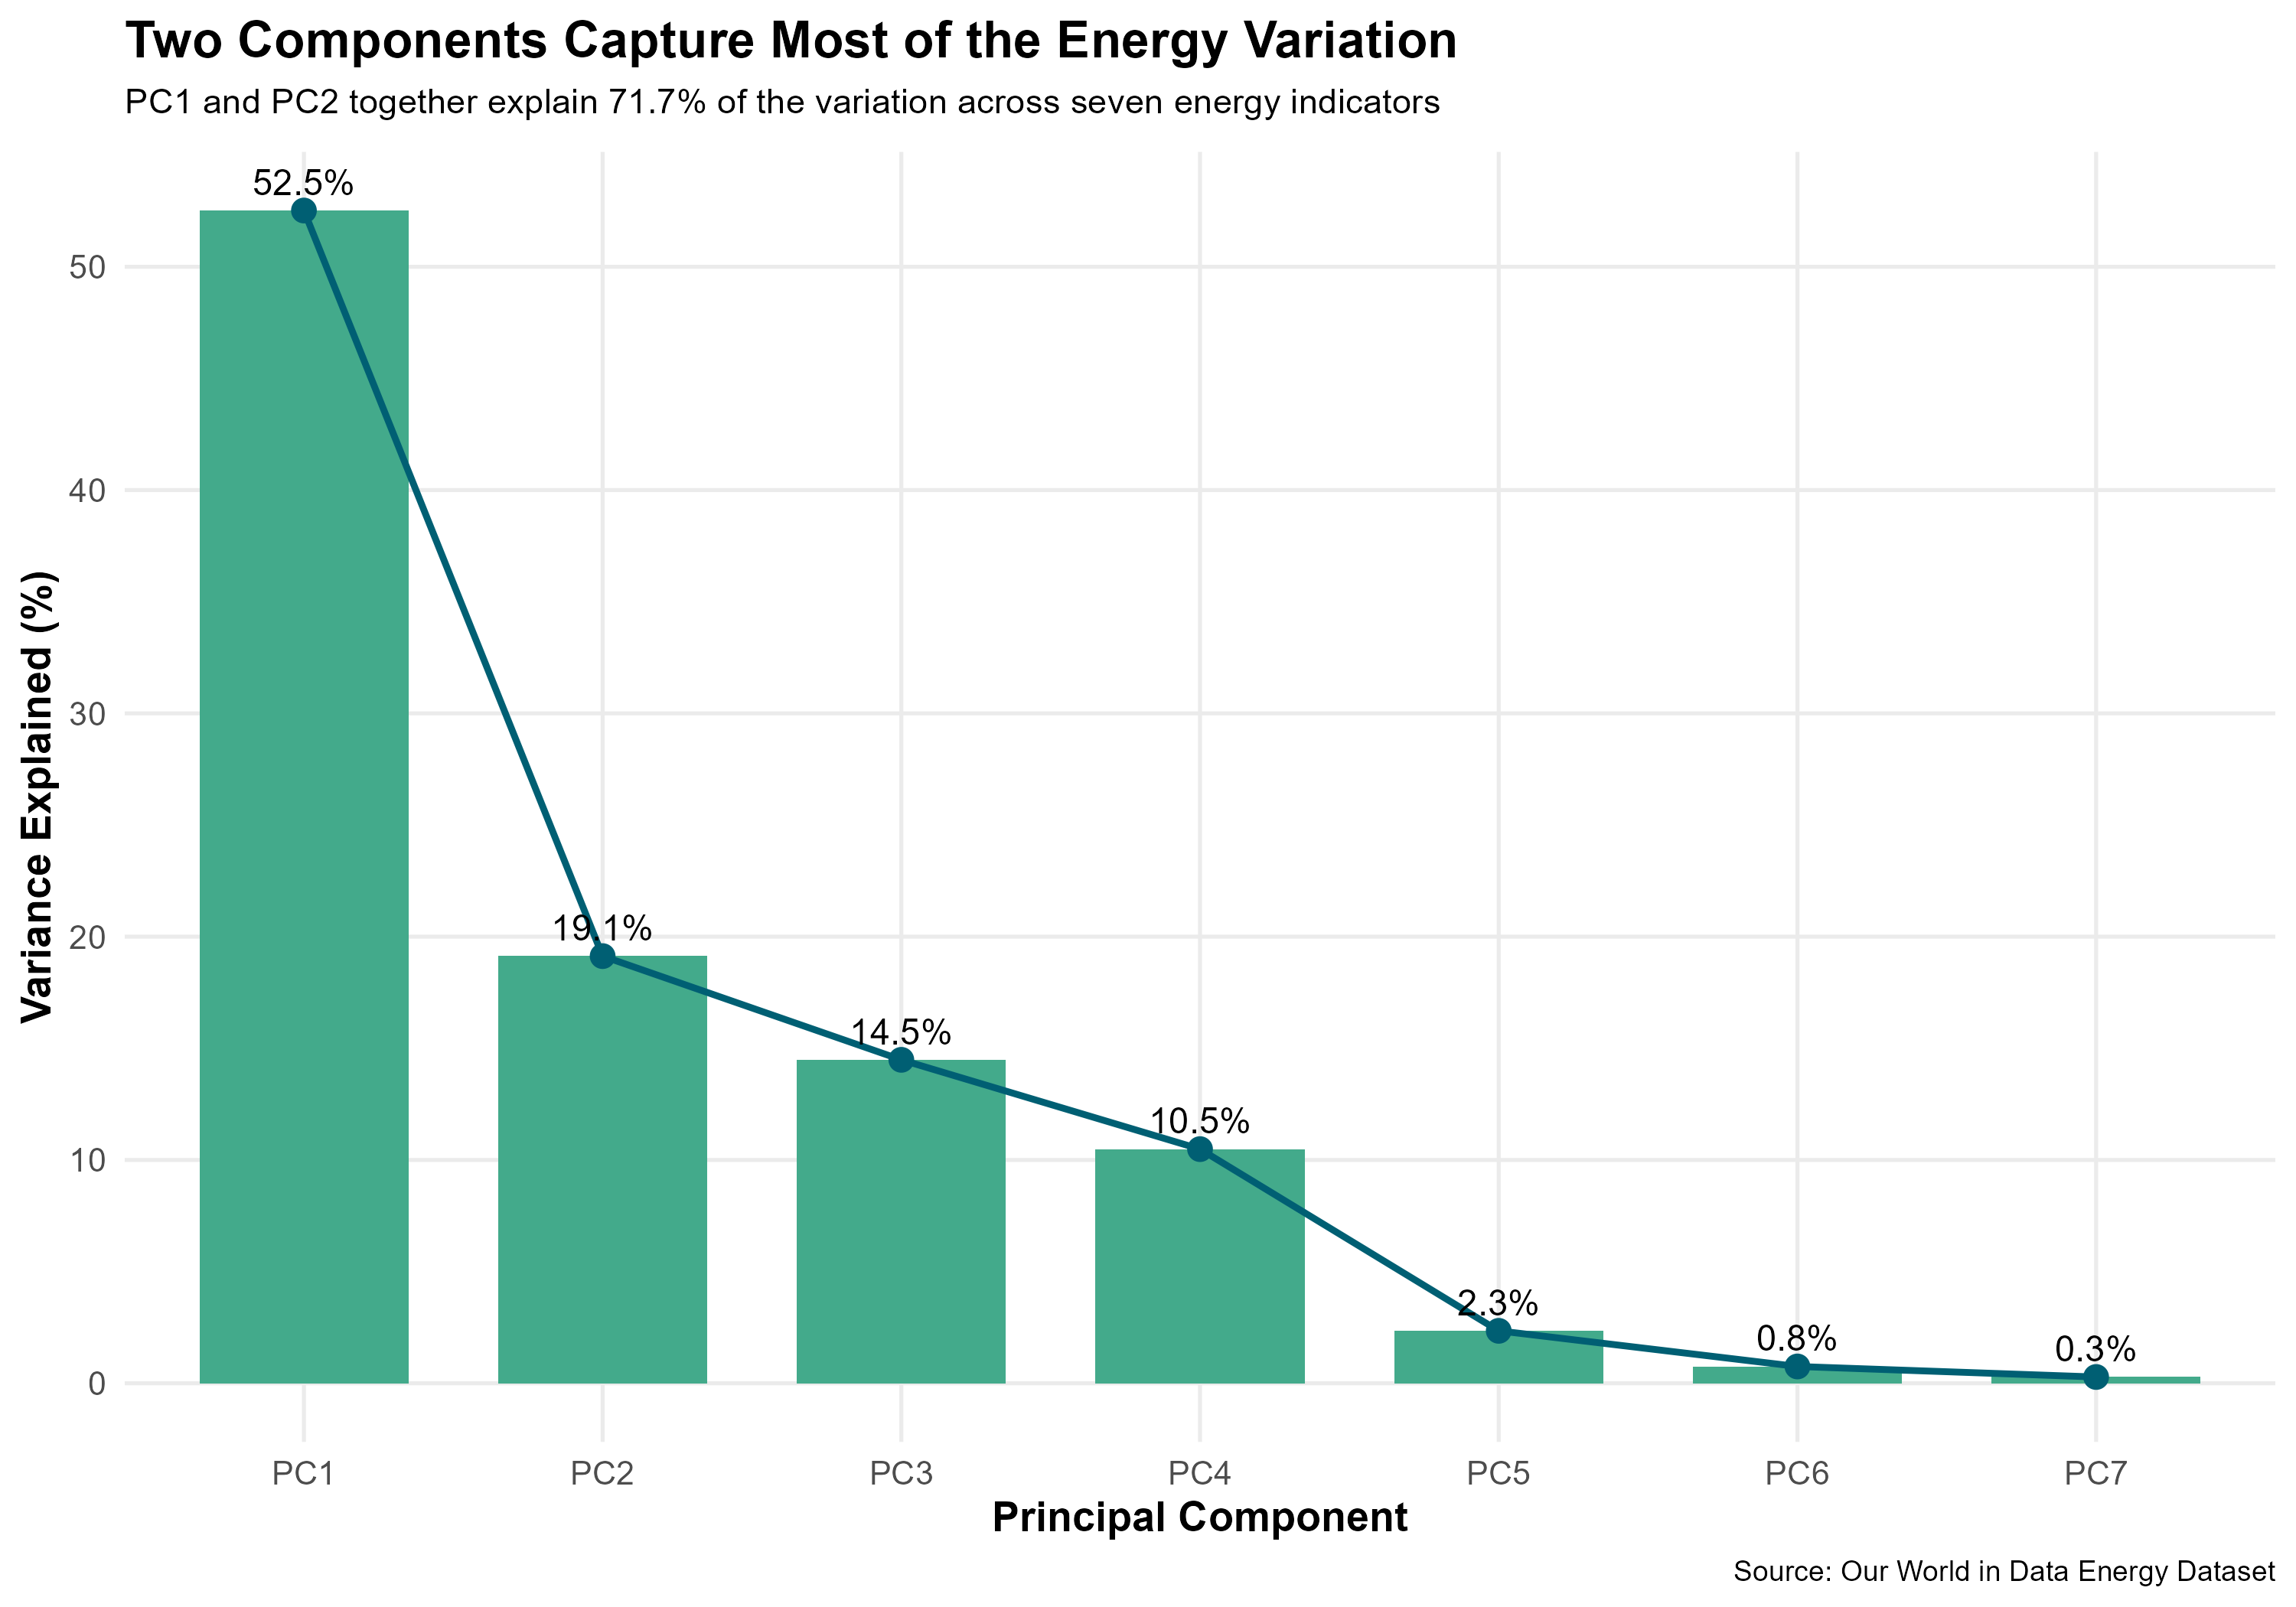 Two Components Capture Most of the Energy Variation
PC1 and PC2 together explain 71.7% of the variation across seven energy indicators
Variance Explained (%)
50
40
30
20
10
0
52.5%
19.1%
14.5%
10.5%
2.3%
0.8%
0.3%
PC1 PC2 PC3 PC4 PC5 PC6 PC7
Principal Component
Source: Our World in Data Energy Dataset